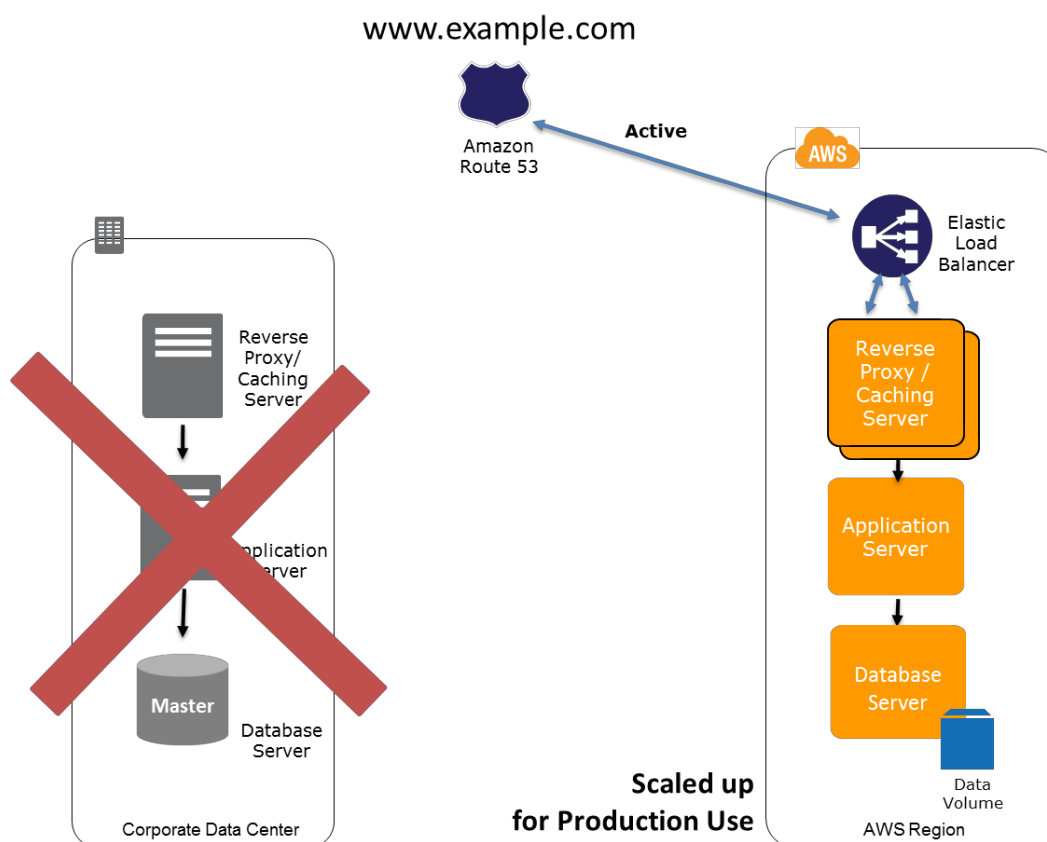 www.example.com
Amazon
Route 53
Active
AWS
Elastic
Load
Balancer
Reverse
Proxy/
Caching
Server
Application
Server
Master
Database
Server
Corporate Data Center
Reverse
Proxy /
Caching
Server
Application
Server
Database
Server
Data
Volume
Scaled up
for Production Use
AWS Region